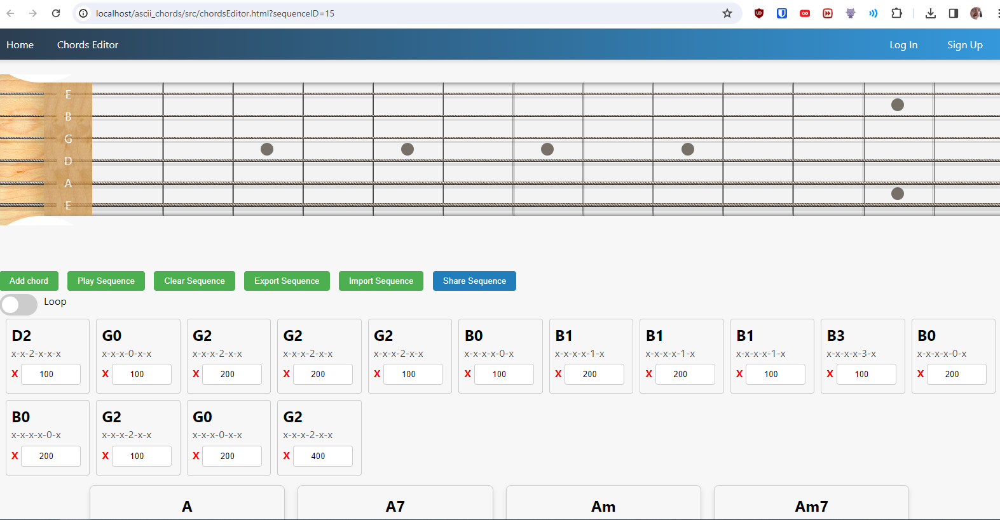 localhost/ascii_chords/src/chordsEditor.html?sequenceID=15
Home Chords Editor Log In Sign Up
E
B
G
D
A
E
Add chord Play Sequence Clear Sequence Export Sequence Import Sequence Share Sequence
Loop
D2 G0 G2 G2 G2 B0 B1 B1 B1 B3 B0
x-x-2-x-x-x x-x-x-0-x-x x-x-x-2-x-x x-x-x-2-x-x x-x-x-2-x-x x-x-x-x-0-x x-x-x-x-1-x x-x-x-x-1-x x-x-x-x-1-x x-x-x-x-3-x x-x-x-x-0-x
X 100 X 100 X 200 X 200 X 100 X 100 X 200 X 200 X 100 X 100 X 200
B0 G2 G0 G2
x-x-x-x-0-x x-x-x-2-x-x x-x-x-0-x-x x-x-x-2-x-x
X 200 X 100 X 200 X 400
A A7 Am Am7